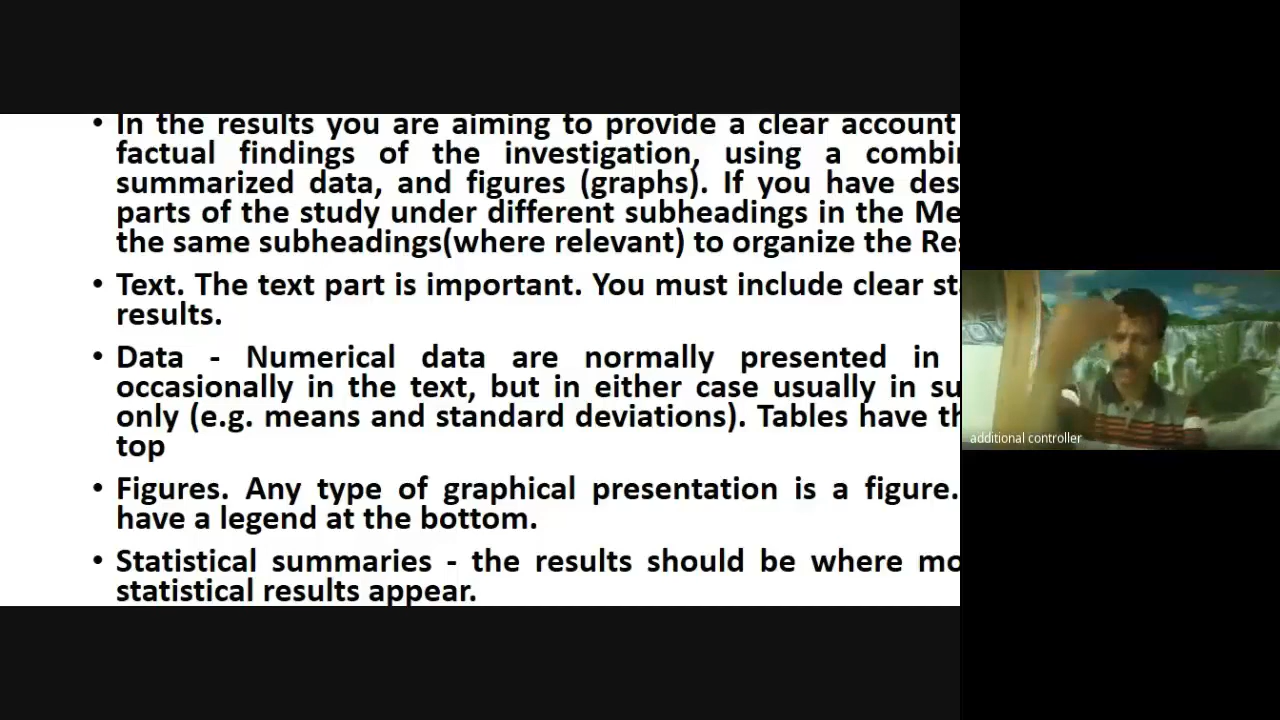 • In the results you are aiming to provide a clear account
factual findings of the investigation, using a combin
summarized data, and figures (graphs). If you have des
parts of the study under different subheadings in the Me
the same subheadings(where relevant) to organize the Res
• Text. The text part is important. You must include clear sta
results.
• Data - Numerical data are normally presented in
occasionally in the text, but in either case usually in su
only (e.g. means and standard deviations). Tables have th
top
• Figures. Any type of graphical presentation is a figure.
have a legend at the bottom.
• Statistical summaries - the results should be where mo
statistical results appear.
additional controller